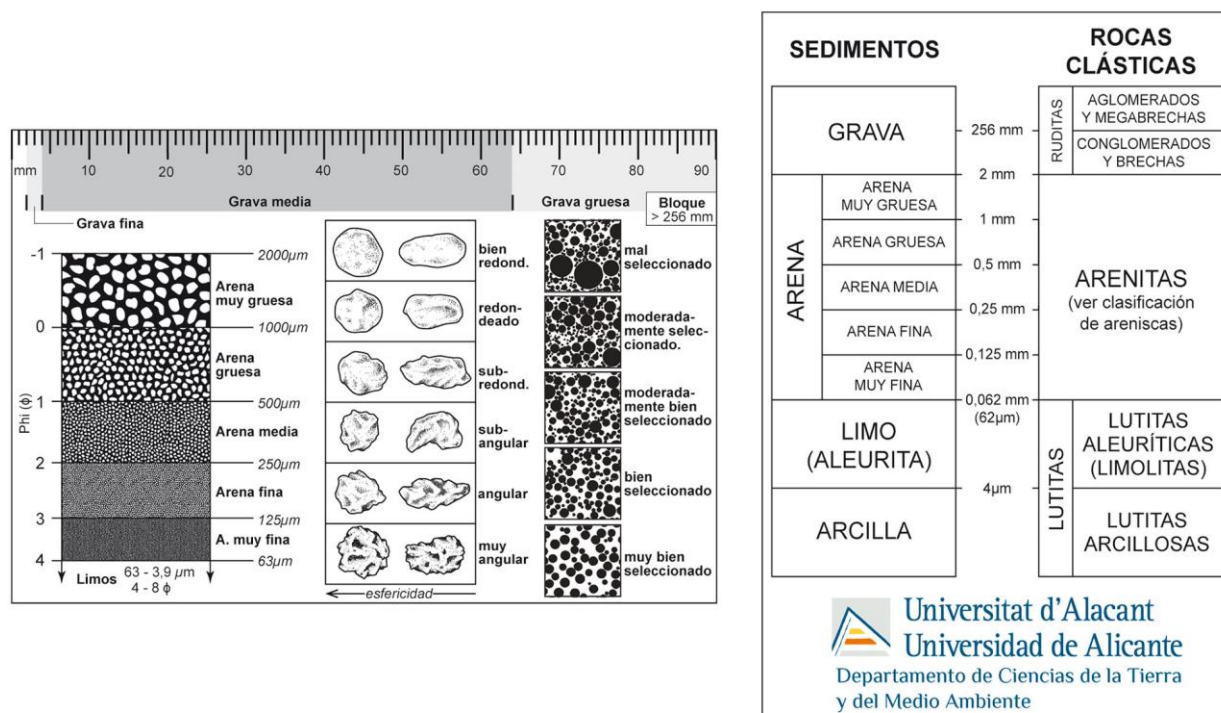 mm
10
20
30
40
50
60
70
80
90
Grava media
Grava gruesa
Bloque
> 256 mm
Grava fina
Phi (ϕ)
-1
0
1
2
3
4
2000µm
Arena
muy gruesa
1000µm
Arena
gruesa
500µm
Arena media
250µm
Arena fina
125µm
A. muy fina
63µm
Limos
63 - 3,9 µm
4 - 8 ϕ
bien
redond.
redon-
deado
sub-
redond.
sub-
angular
angular
muy
angular
esfericidad
mal
seleccionado
moderada-
mente selec-
cionado.
moderada-
mente bien
seleccionado
bien
seleccionado
muy bien
seleccionado
SEDIMENTOS
ROCAS
CLÁSTICAS
GRAVA
256 mm
RUDITAS
AGLOMERADOS
Y MEGABRECHAS
CONGLOMERADOS
Y BRECHAS
2 mm
ARENA
ARENA
MUY GRUESA
1 mm
ARENA GRUESA
0,5 mm
ARENA MEDIA
0,25 mm
ARENA FINA
0,125 mm
ARENA
MUY FINA
0,062 mm
(62µm)
ARENITAS
(ver clasificación
de areniscas)
LIMO
(ALEURITA)
4µm
ARCILLA
LUTITAS
LUTITAS
ALEURÍTICAS
(LIMOLITAS)
LUTITAS
ARCILLOSAS
Universitat d'Alacant
Universidad de Alicante
Departamento de Ciencias de la Tierra
y del Medio Ambiente